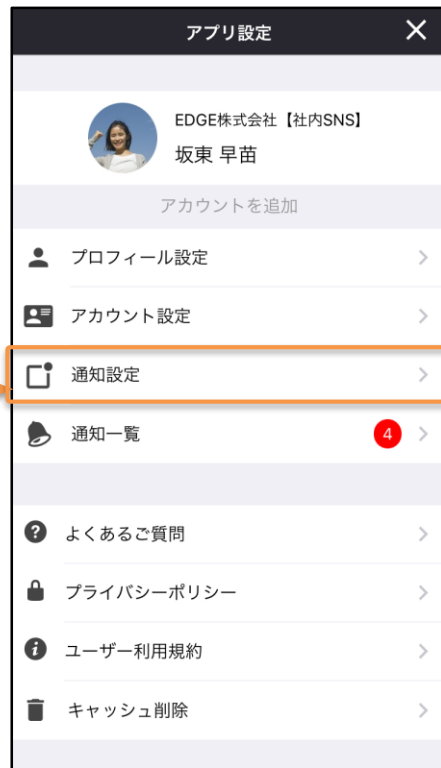 アプリ設定
EDGE株式会社【社内SNS】
坂東 早苗
アカウントを追加
プロフィール設定
アカウント設定
通知設定
通知一覧
4
よくあるご質問
プライバシーポリシー
ユーザー利用規約
キャッシュ削除